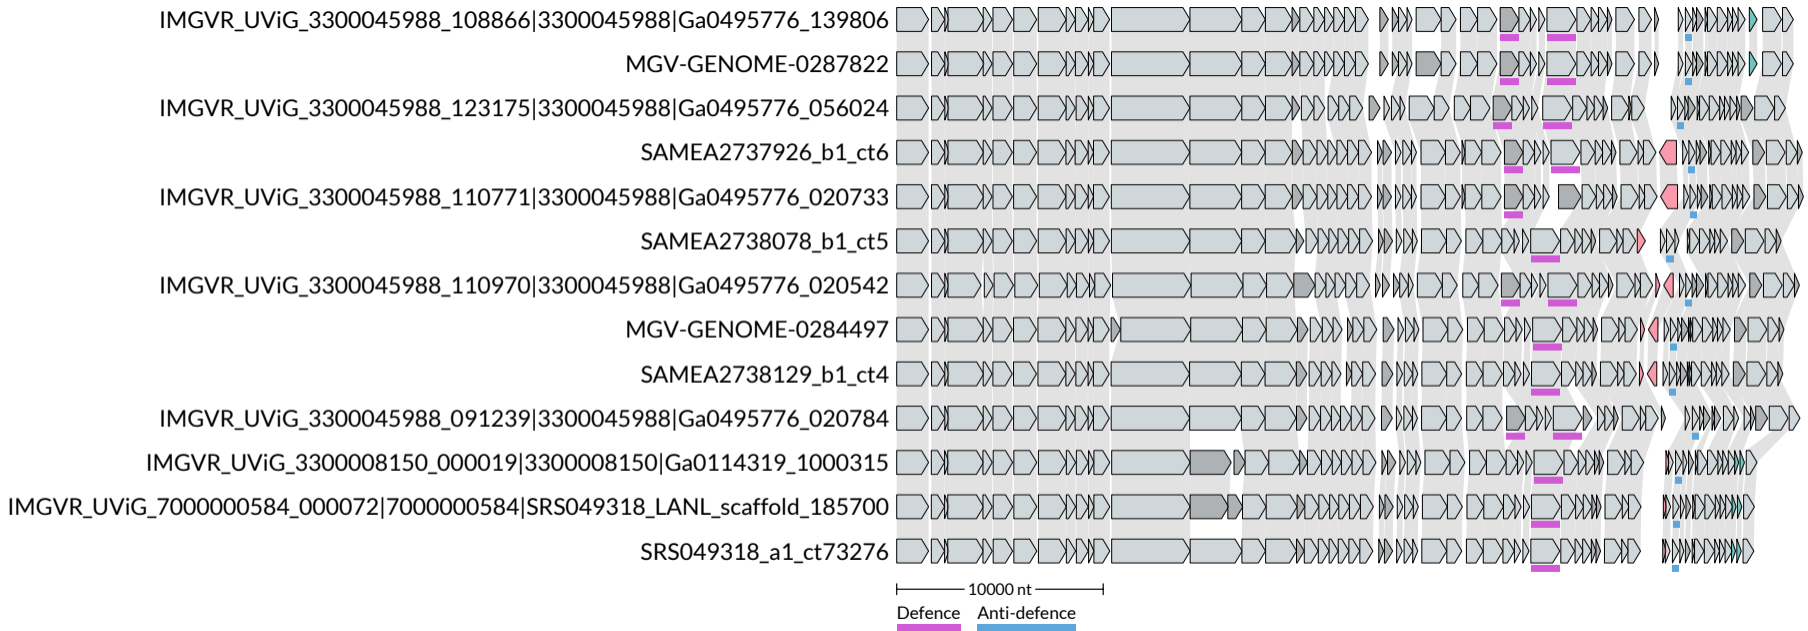 IMGVR_UViG_3300045988_108866|3300045988|Ga0495776_139806
MGV-GENOME-0287822
IMGVR_UViG_3300045988_123175|3300045988|Ga0495776_056024
SAMEA2737926_b1_ct6
IMGVR_UViG_3300045988_110771|3300045988|Ga0495776_020733
SAMEA2738078_b1_ct5
IMGVR_UViG_3300045988_110970|3300045988|Ga0495776_020542
MGV-GENOME-0284497
SAMEA2738129_b1_ct4
IMGVR_UViG_3300045988_091239|3300045988|Ga0495776_020784
IMGVR_UViG_3300008150_000019|3300008150|Ga0114319_1000315
IMGVR_UViG_7000000584_000072|7000000584|SRS049318_LANL_scaffold_185700
SRS049318_a1_ct73276
10000 nt
Defence Anti-defence